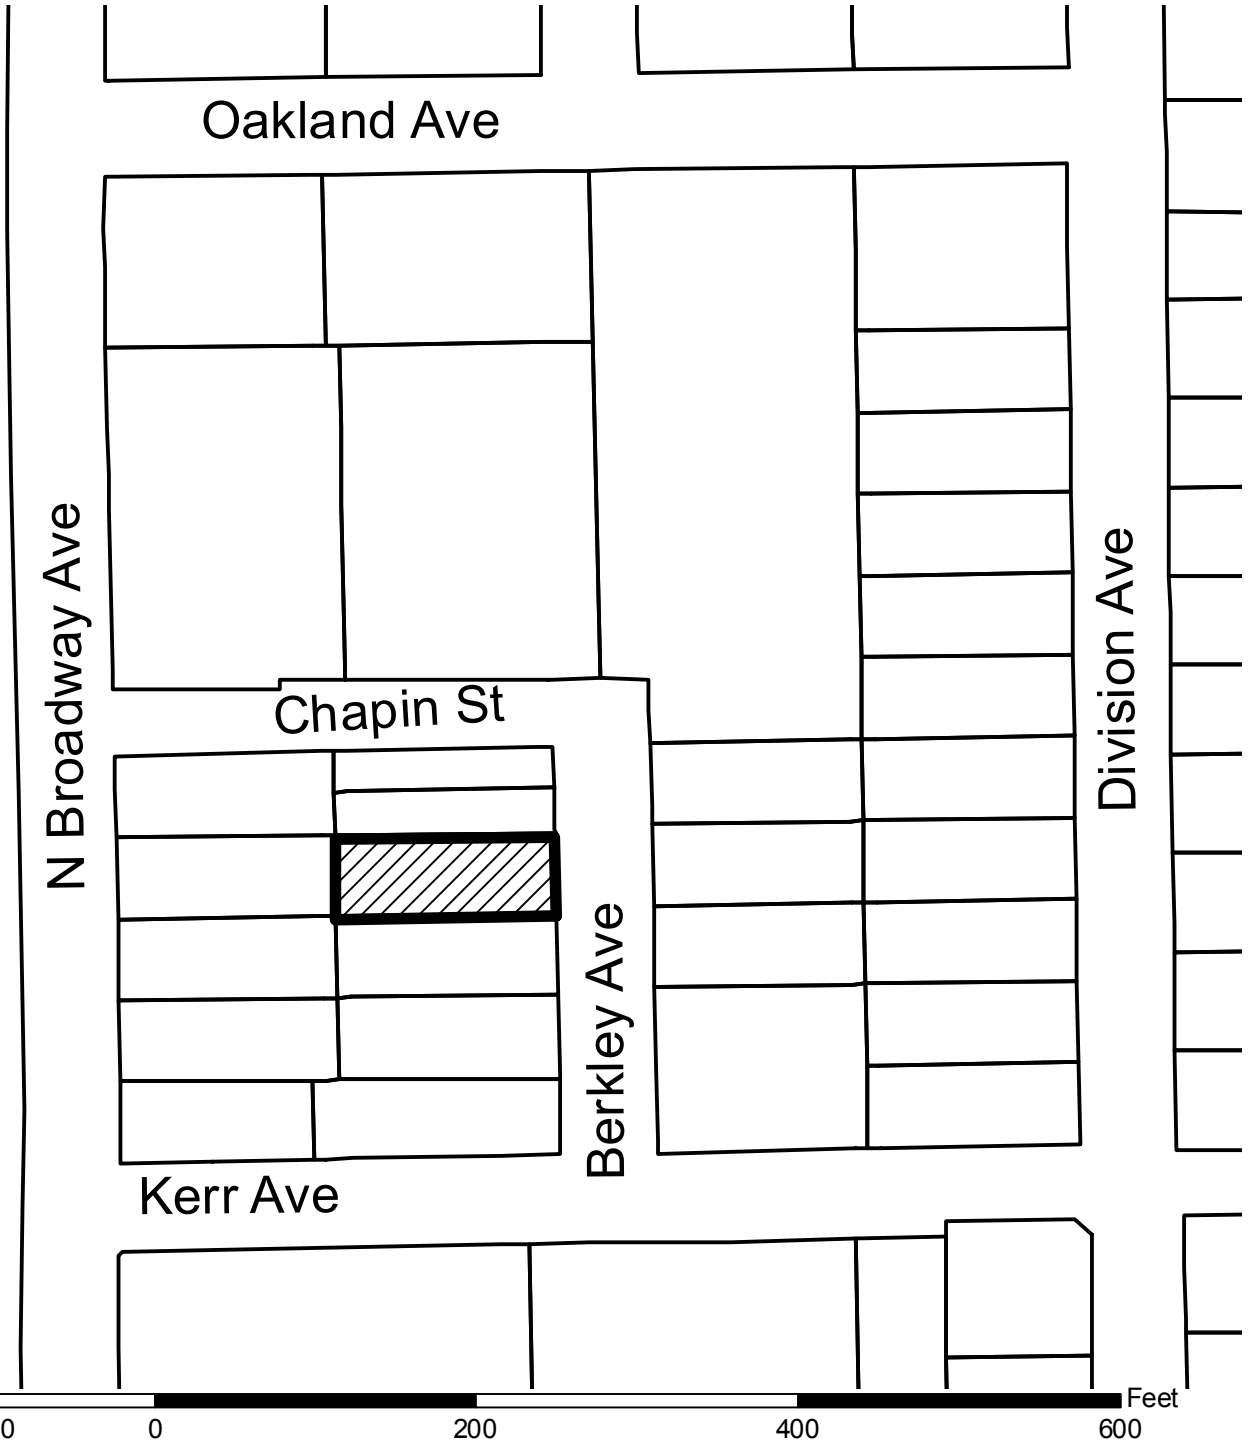 Oakland Ave
N Broadway Ave
Division Ave
Chapin St
Berkley Ave
Kerr Ave
Feet
0 0 200 400 600